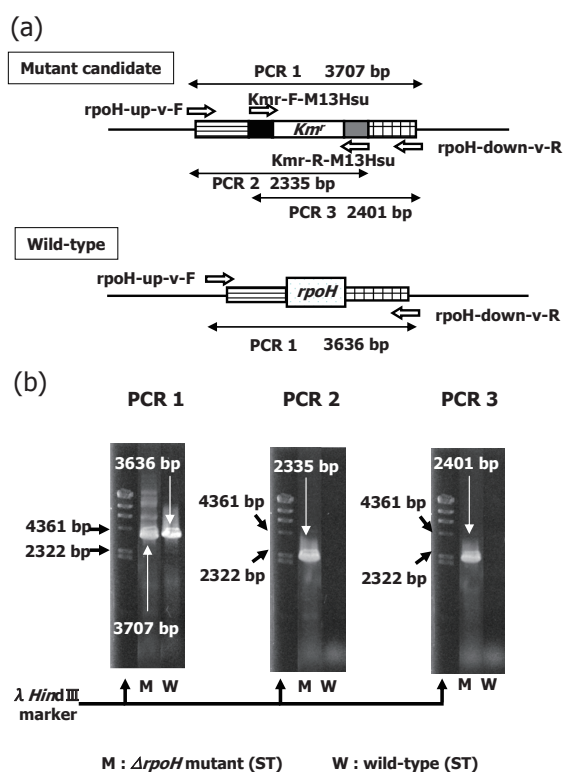 (a)
Mutant candidate
PCR 1 3707 bp
rpoH-up-v-F
Kmr-F-M13Hsu
Kmʳ
rpoH-down-v-R
Kmr-R-M13Hsu
PCR 2 2335 bp
PCR 3 2401 bp
Wild-type
rpoH-up-v-F
rpoH
rpoH-down-v-R
PCR 1 3636 bp
(b)
PCR 1 PCR 2 PCR 3
3636 bp 2335 bp 2401 bp
4361 bp 4361 bp 4361 bp
2322 bp 2322 bp 2322 bp
3707 bp
λ HindⅢ
marker
M W M W M W
M : ΔrpoH mutant (ST) W : wild-type (ST)